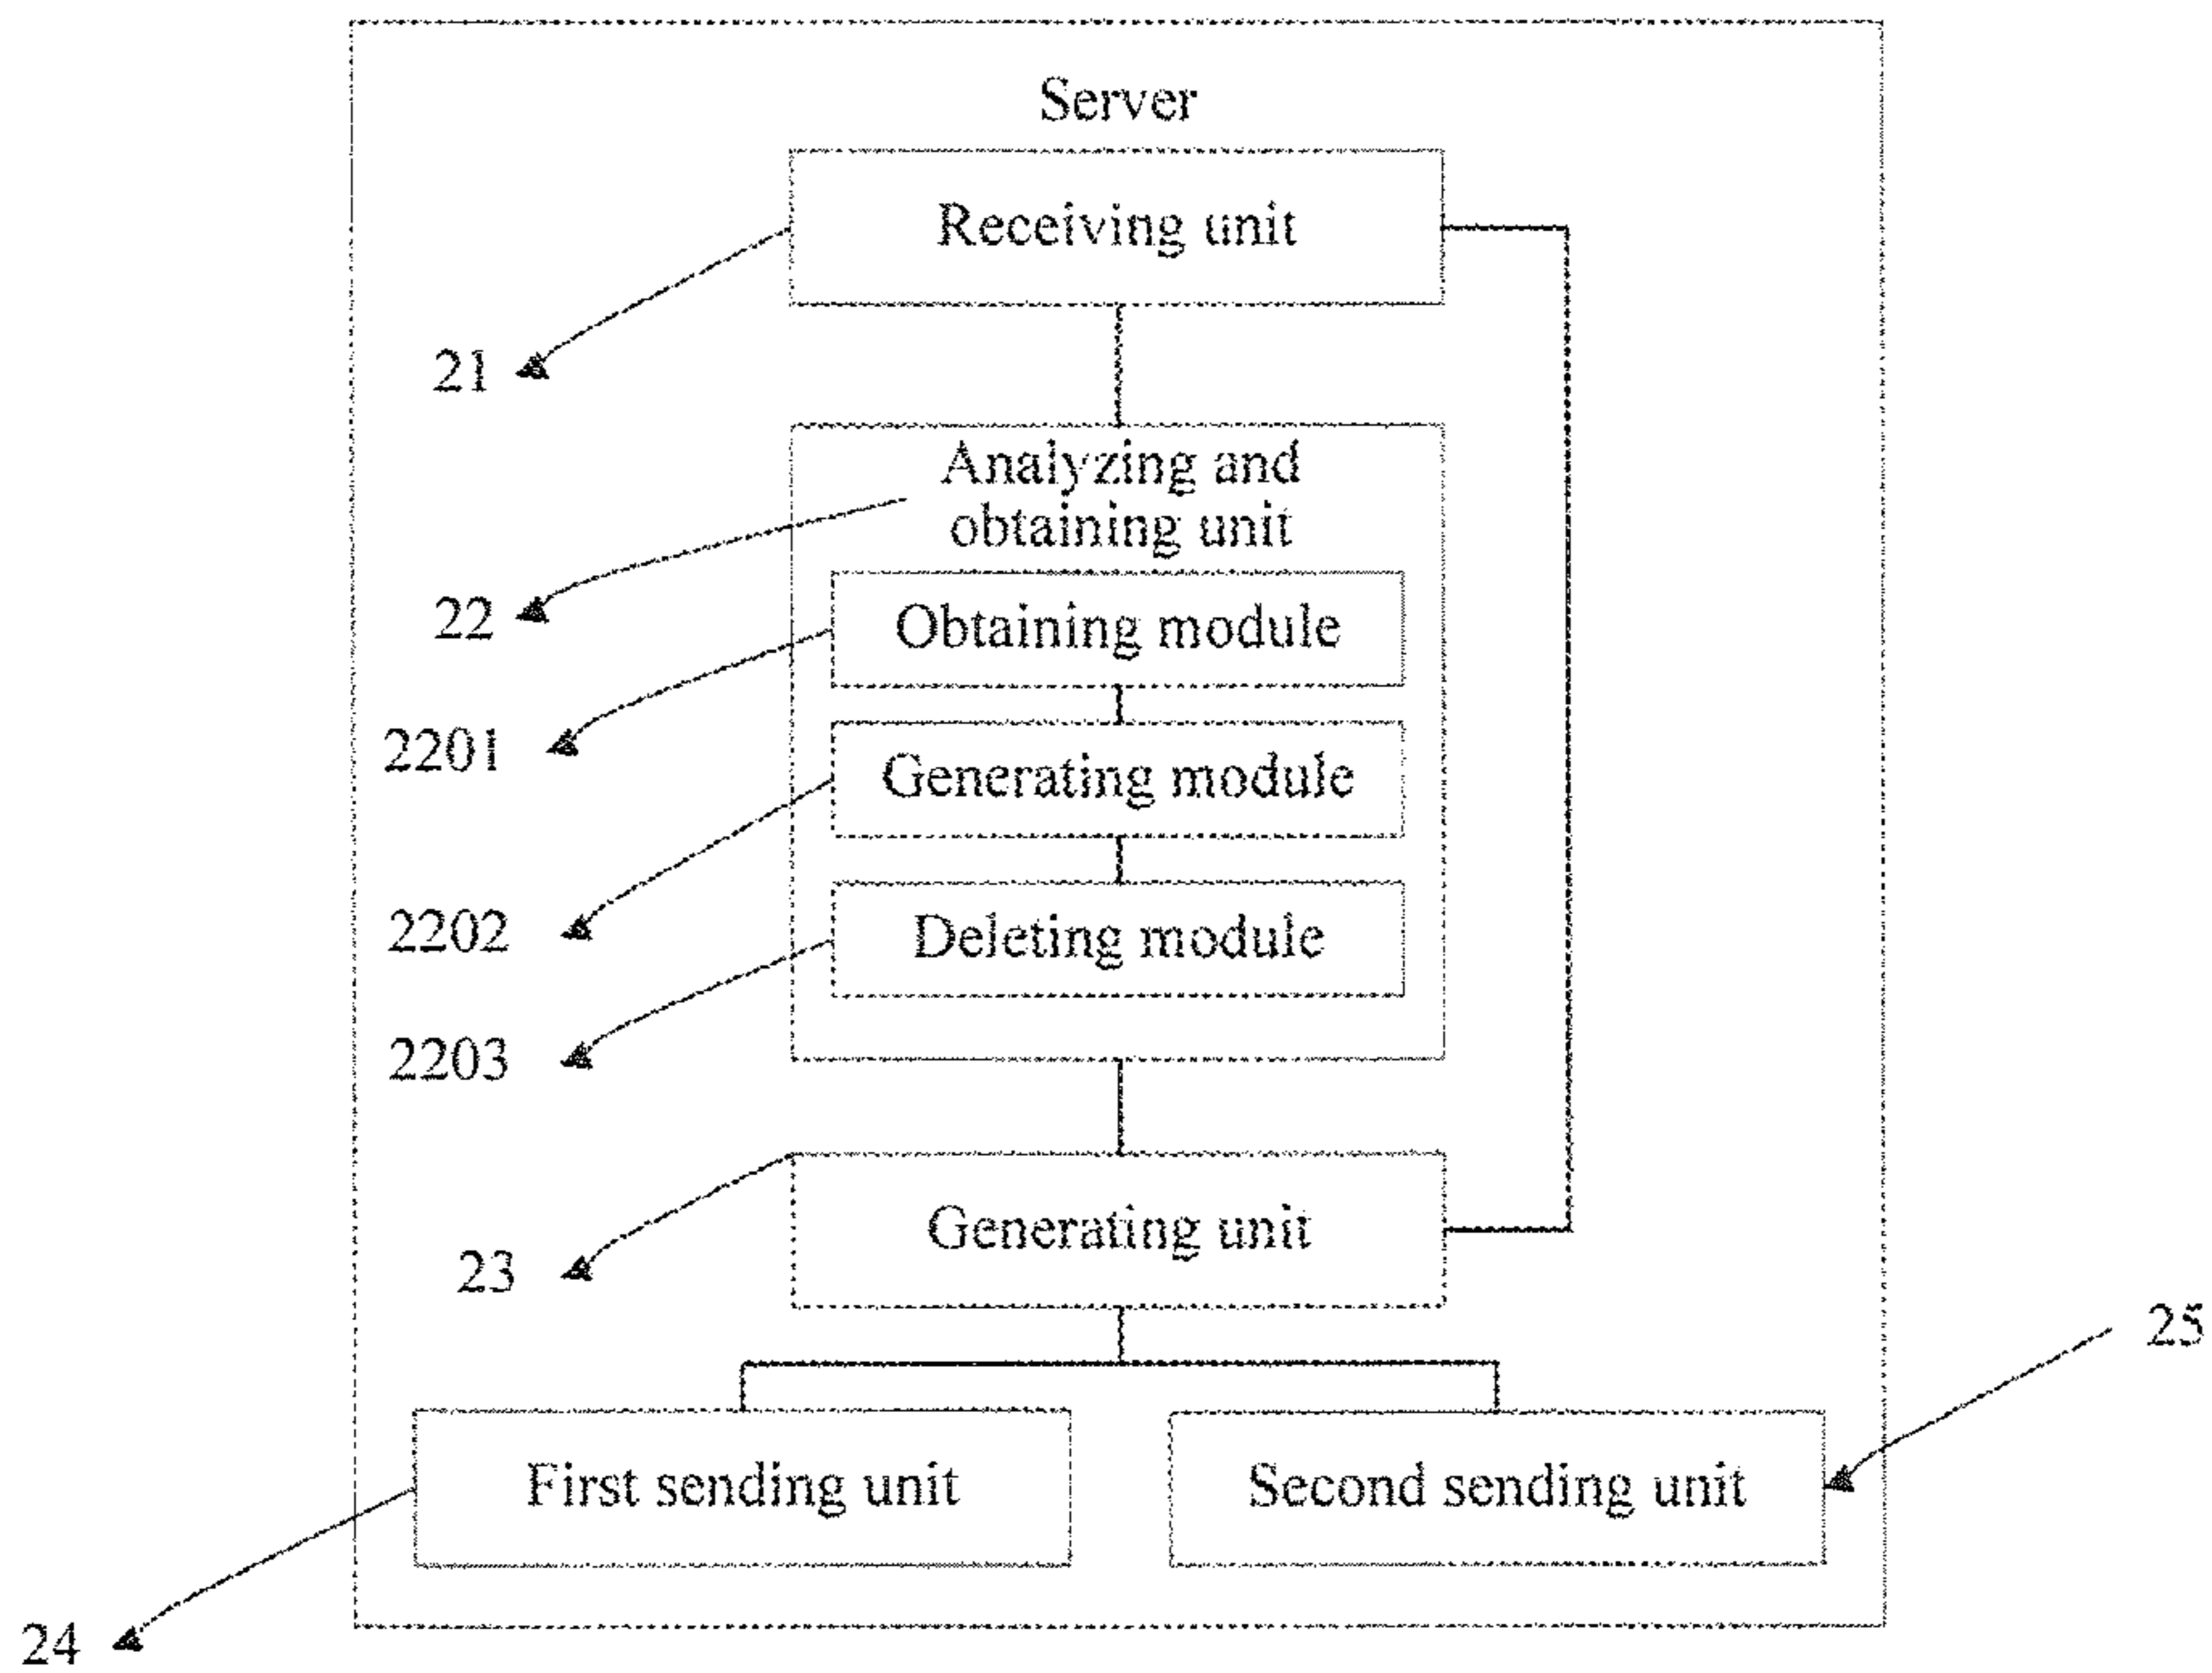 Server
Receiving unit
21
Analyzing and
obtaining unit
22
Obtaining module
2201
Generating module
2202
Deleting module
2203
Generating unit
23
25
First sending unit
Second sending unit
24